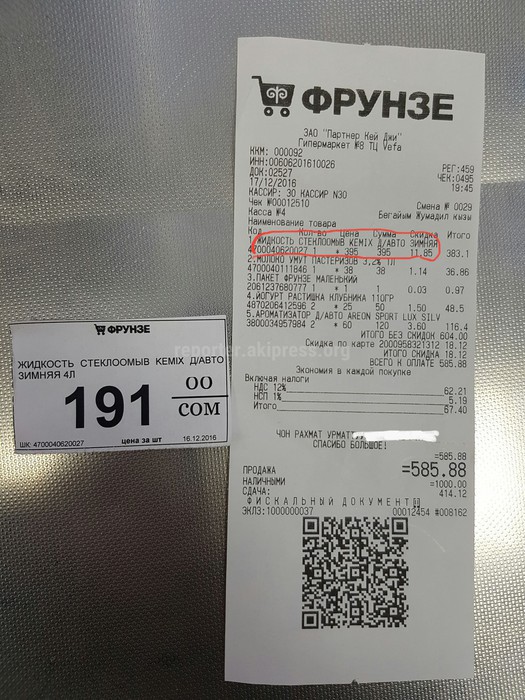 ФРУНЗЕ
ЗАО "Партнер Кей Джи"
Гипермаркет №8 ТЦ Vefa
ККМ: 000092
ИНН:00606201610026 РЕГ:459
ДОК:02527 ЧЕК:0495
17/12/2016 19:45
КАССИР: 30 КАССИР N30
Чек №00012510 Смена № 0029
Касса №4 Бегайым Жумадил кызы
Наименование товара
Код Кол-во Цена Сумма Скидка Итого
1.ЖИДКОСТЬ СТЕКЛООМЫВ KEMIX Д/АВТО ЗИМНЯЯ
4700040620027 1 * 395 395 11.85 383.1
2.МОЛОКО УМУТ ПАСТЕРИЗОВ 3,2% 1Л
4700040111846 1 * 38 38 1.14 36.86
3.ПАКЕТ ФРУНЗЕ МАЛЕНЬКИЙ
2061237680777 1 * 1 1 0.03 0.97
4.ЙОГУРТ РАСТИШКА КЛУБНИКА 110ГР
4870206412596 2 * 25 50 1.50 48.5
5.АРОМАТИЗАТОР Д/АВТО AREON SPORT LUX SILV
3800034957984 2 * 60 120 3.60 116.4
ИТОГО БЕЗ СКИДОК 604.00
Скидка по карте 2000956321312 18.12
ИТОГО СКИДКА 18.12
ВСЕГО К ОПЛАТЕ 585.88
Экономия в каждой покупке
Включая налоги
НДС 12% 62.21
НСП 1% 5.19
Итого 67.40
ЧОН РАХМАТ УРМАТТУ
СПАСИБО БОЛЬШОЕ!
=585.88
ПРОДАЖА =585.88
НАЛИЧНЫМИ =1000.00
СДАЧА: 414.12
ФИСКАЛЬНЫЙ ДОКУМЕНТ
ЭКЛЗ:1000000037 00012454 #008162
ФРУНЗЕ
ЖИДКОСТЬ СТЕКЛООМЫВ KEMIX Д/АВТО
ЗИМНЯЯ 4Л
191 00
СОМ
ШК: 4700040620027 цена за шт 16.12.2016
reporter.akipress.org